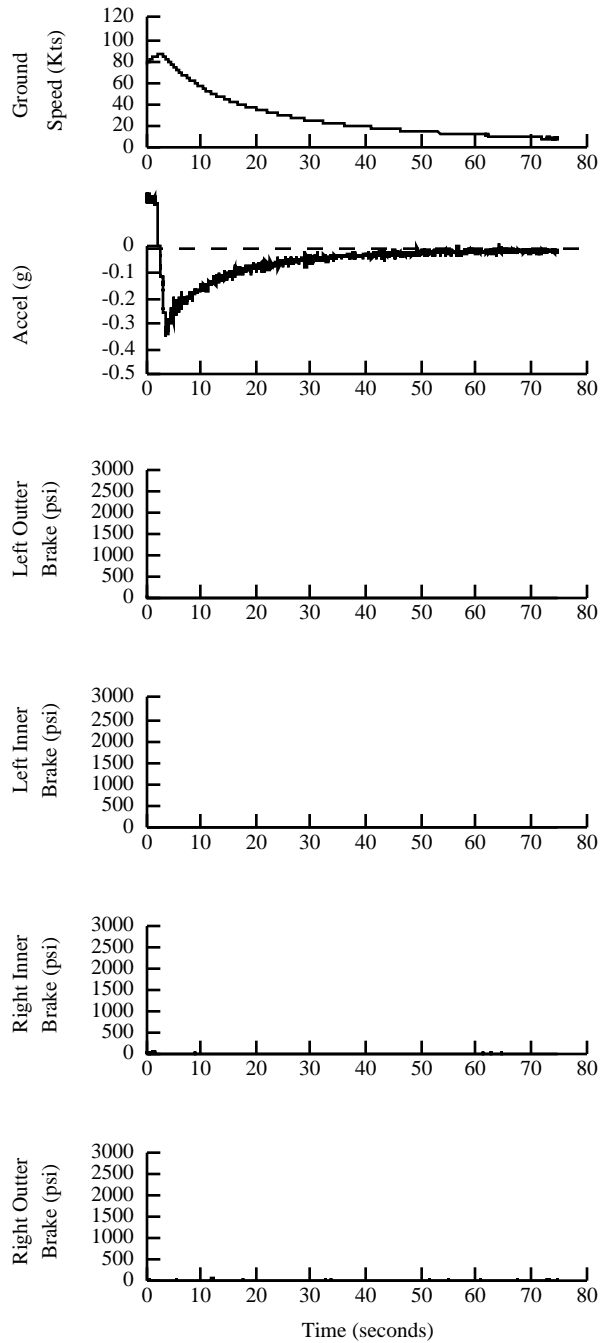 Ground
Speed (Kts)
120
100
80
60
40
20
0
0 10 20 30 40 50 60 70 80
Accel (g)
0
-0.1
-0.2
-0.3
-0.4
-0.5
0 10 20 30 40 50 60 70 80
Left Outter
Brake (psi)
3000
2500
2000
1500
1000
500
0
0 10 20 30 40 50 60 70 80
Left Inner
Brake (psi)
3000
2500
2000
1500
1000
500
0
0 10 20 30 40 50 60 70 80
Right Inner
Brake (psi)
3000
2500
2000
1500
1000
500
0
0 10 20 30 40 50 60 70 80
Right Outter
Brake (psi)
3000
2500
2000
1500
1000
500
0
0 10 20 30 40 50 60 70 80
Time (seconds)